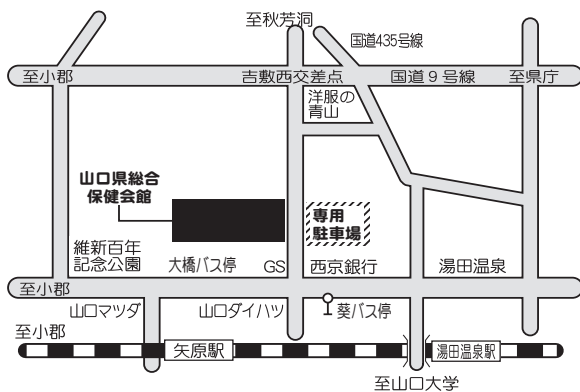 至秋芳洞
国道435号線
至小郡
吉敷西交差点
国道9号線
至県庁
洋服の
青山
山口県総合
保健会館
専用
駐車場
維新百年
記念公園
大橋バス停
GS
西京銀行
湯田温泉
至小郡
山口マツダ
山口ダイハツ
葵バス停
至小郡
矢原駅
湯田温泉駅
至山口大学